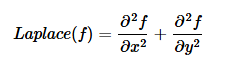 Laplace(f) = ∂²f/∂x² + ∂²f/∂y²